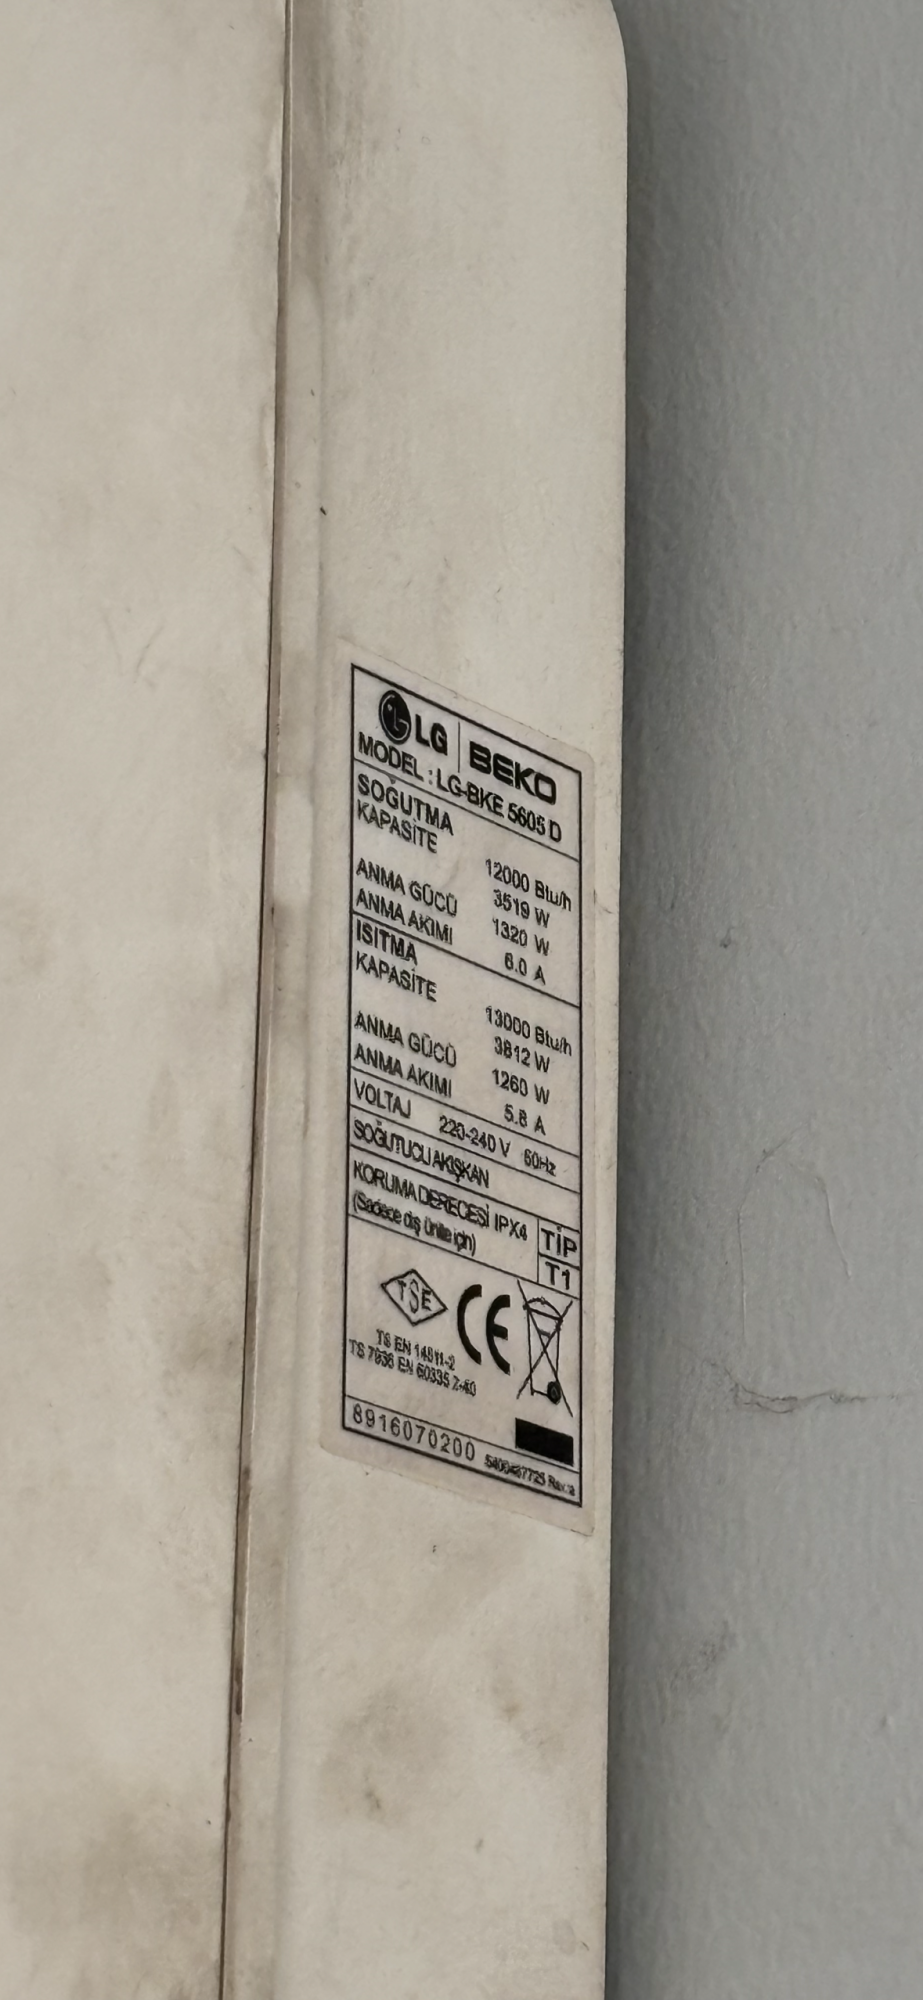 LG | BEKO
MODEL : LG-BKE 5605 D
SOĞUTMA
KAPASİTE 12000 Btu/h
3519 W
ANMA GÜCÜ 1320 W
ANMA AKIMI 6.0 A
ISITMA
KAPASİTE 13000 Btu/h
3812 W
ANMA GÜCÜ 1260 W
ANMA AKIMI 5.8 A
VOLTAJ 220-240 V 50Hz
SOĞUTUCU AKIŞKAN
KORUMA DERECESİ IPX4
(Sadece dış ünite için)
TİP
T1
TSE CE
TS EN 14511-2
TS 7936 EN 60335 2-40
8916070200 5400487725